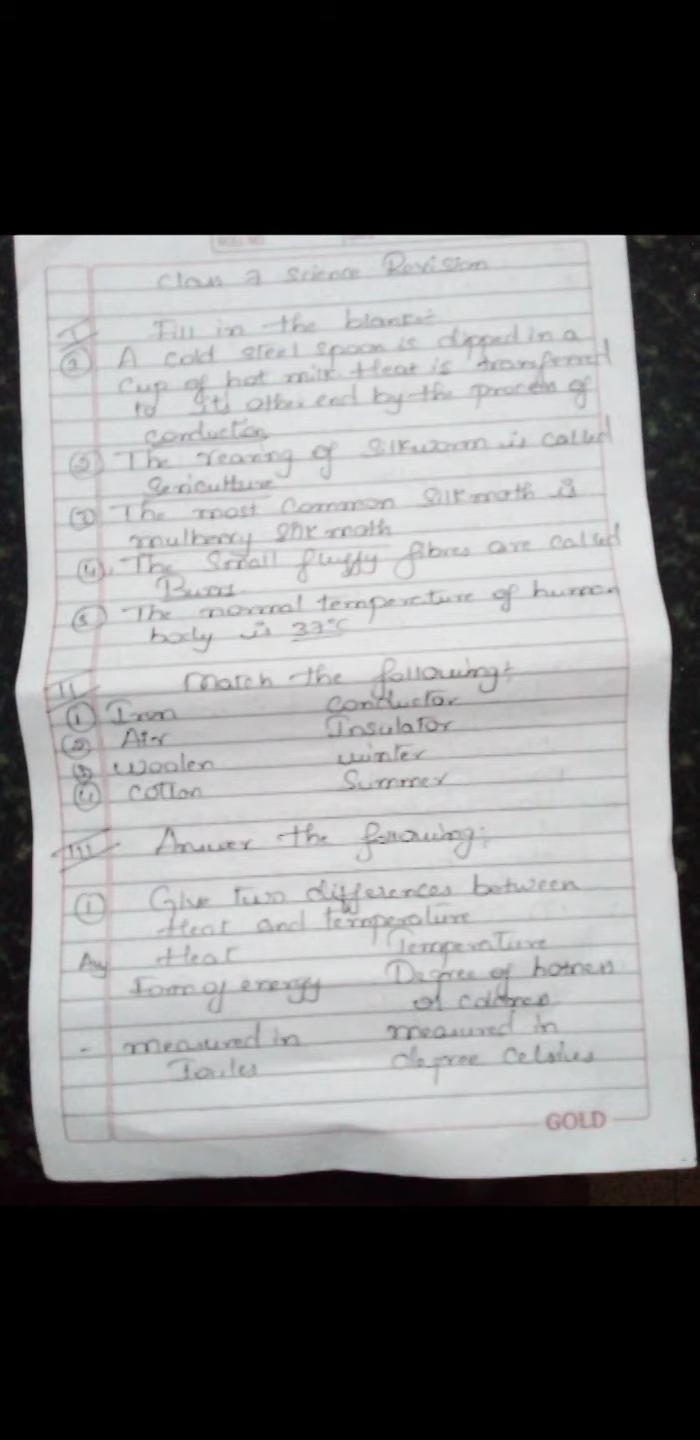 Class 7 Science Revision
I Fill in the blanks:
① A cold steel spoon is dipped in a
cup of hot milk Heat is transferred
to its other end by the process of
conduction
② The rearing of silkworm is called
Sericulture
③ The most common silk moth is
mulberry silk moth
④ The small fluffy fibres are called
Burrs
⑤ The normal temperature of human
body is 37°C
II Match the following:
① Iron conductor
② Air Insulator
③ Woolen winter
④ cotton Summer
III Answer the following:
① Give two differences between
Heat and temperature
Ans Heat Temperature
Form of energy Degree of hotness
of coldness
- measured in measured in
Joules degree Celsius
GOLD